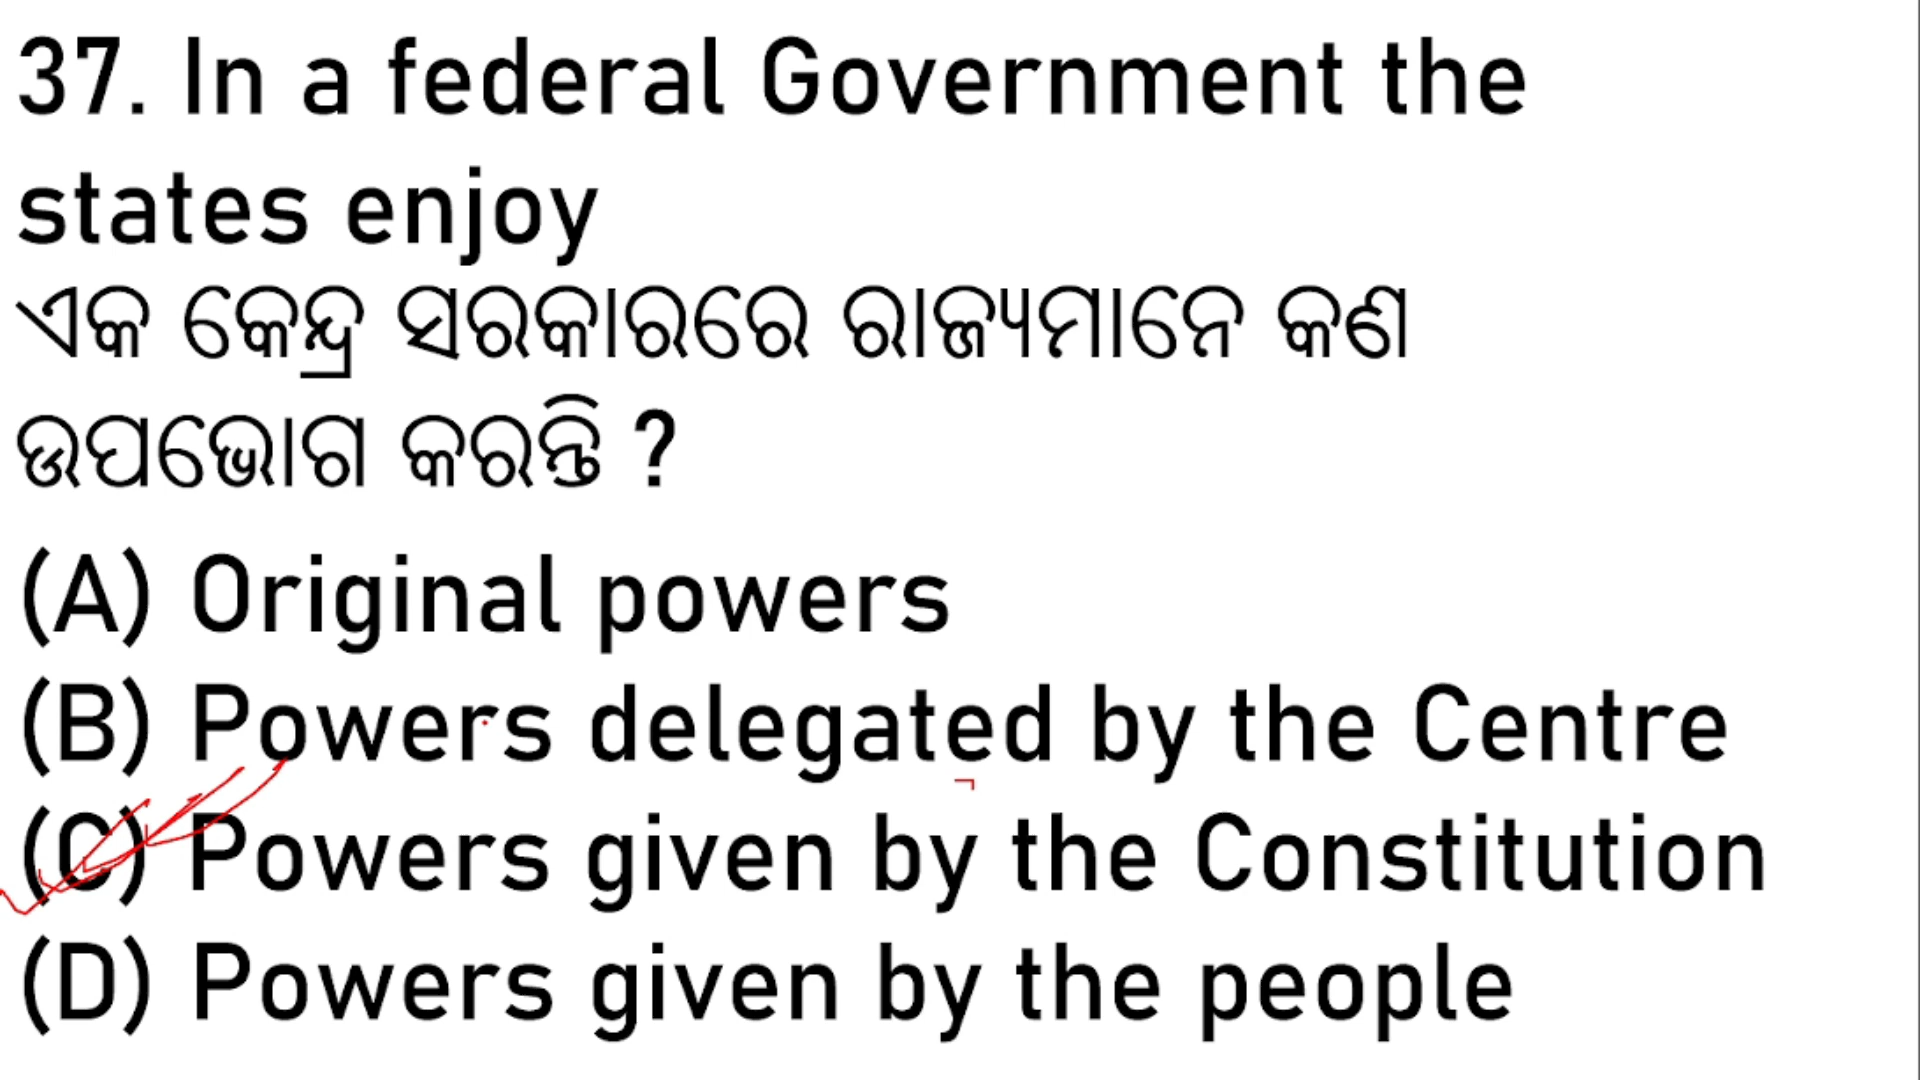 37. In a federal Government the
states enjoy
ଏକ କେନ୍ଦ୍ର ସରକାରରେ ରାଜ୍ୟମାନେ କଣ
ଉପଭୋଗ କରନ୍ତି ?
(A) Original powers
(B) Powers delegated by the Centre
(C) Powers given by the Constitution
(D) Powers given by the people